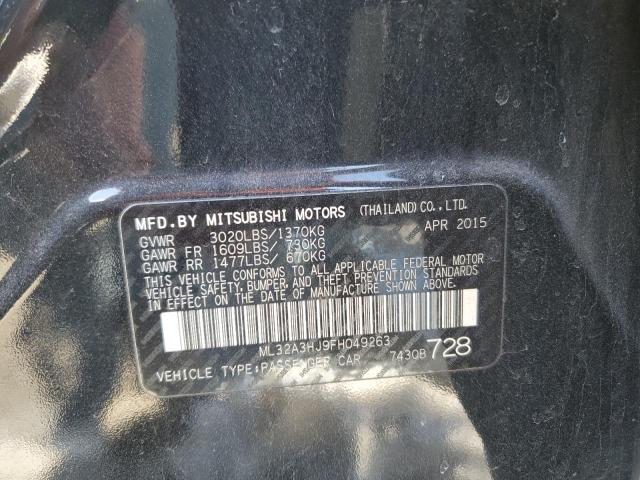 MFD.BY MITSUBISHI MOTORS (THAILAND)CO.,LTD.
GVWR 3020LBS/1370KG APR 2015
GAWR FR 1609LBS/ 730KG
GAWR RR 1477LBS/ 670KG
THIS VEHICLE CONFORMS TO ALL APPLICABLE FEDERAL MOTOR
VEHICLE SAFETY, BUMPER, AND THEFT PREVENTION STANDARDS
IN EFFECT ON THE DATE OF MANUFACTURE SHOWN ABOVE.
ML32A3HJ9FH049263
VEHICLE TYPE:PASSENGER CAR 7430B 728